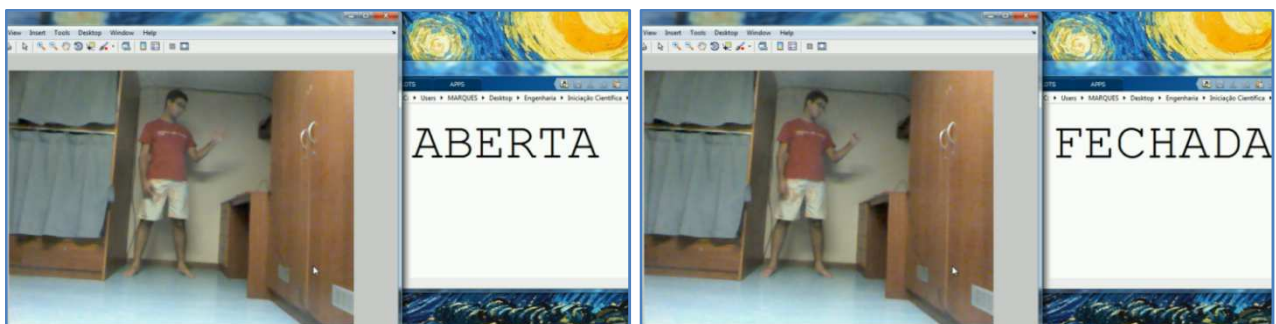 View Insert Tools Desktop Window Help
OTS APPS
C: ▸ Users ▸ MARQUES ▸ Desktop ▸ Engenharia ▸ Iniciação Científica ▸
ABERTA
View Insert Tools Desktop Window Help
OTS APPS
▸ Users ▸ MARQUES ▸ Desktop ▸ Engenharia ▸ Iniciação Científica ▸
FECHADA